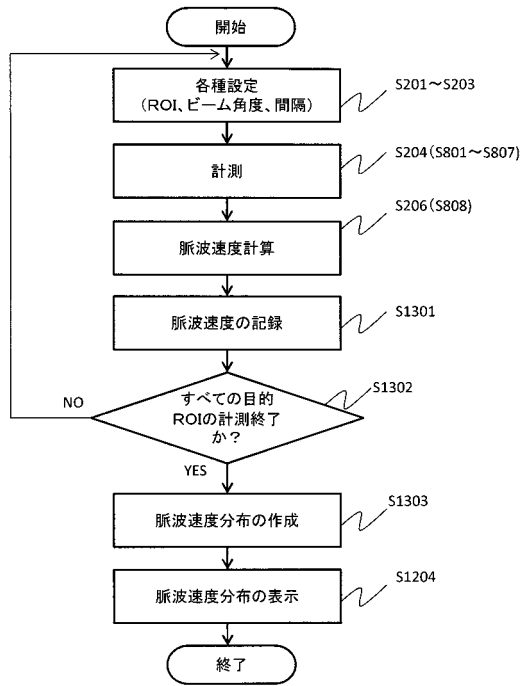 開始
各種設定
(ROI、ビーム角度、間隔)
S201~S203
計測
S204(S801~S807)
S206(S808)
脈波速度計算
脈波速度の記録
S1301
すべての目的
ROIの計測終了
か?
S1302
NO
YES
脈波速度分布の作成
S1303
脈波速度分布の表示
S1204
終了